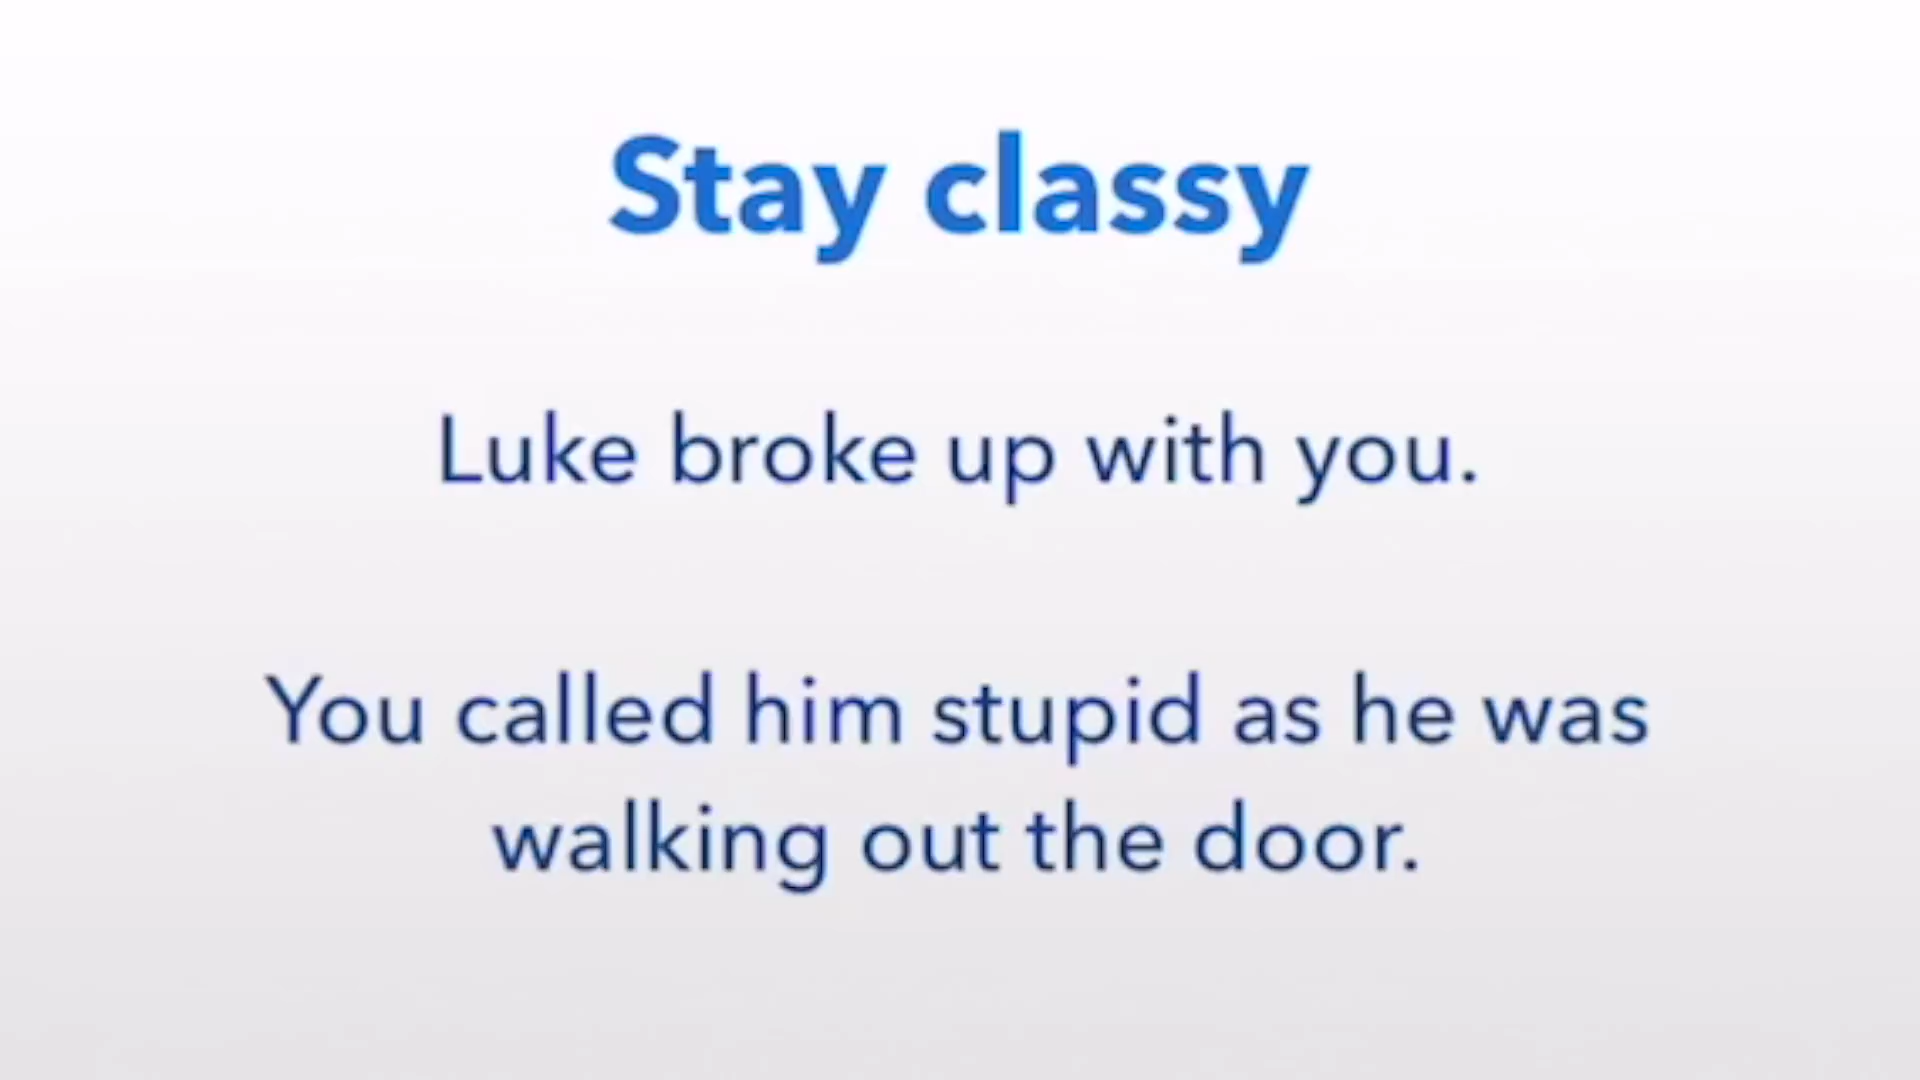 Stay classy
Luke broke up with you.
You called him stupid as he was
walking out the door.